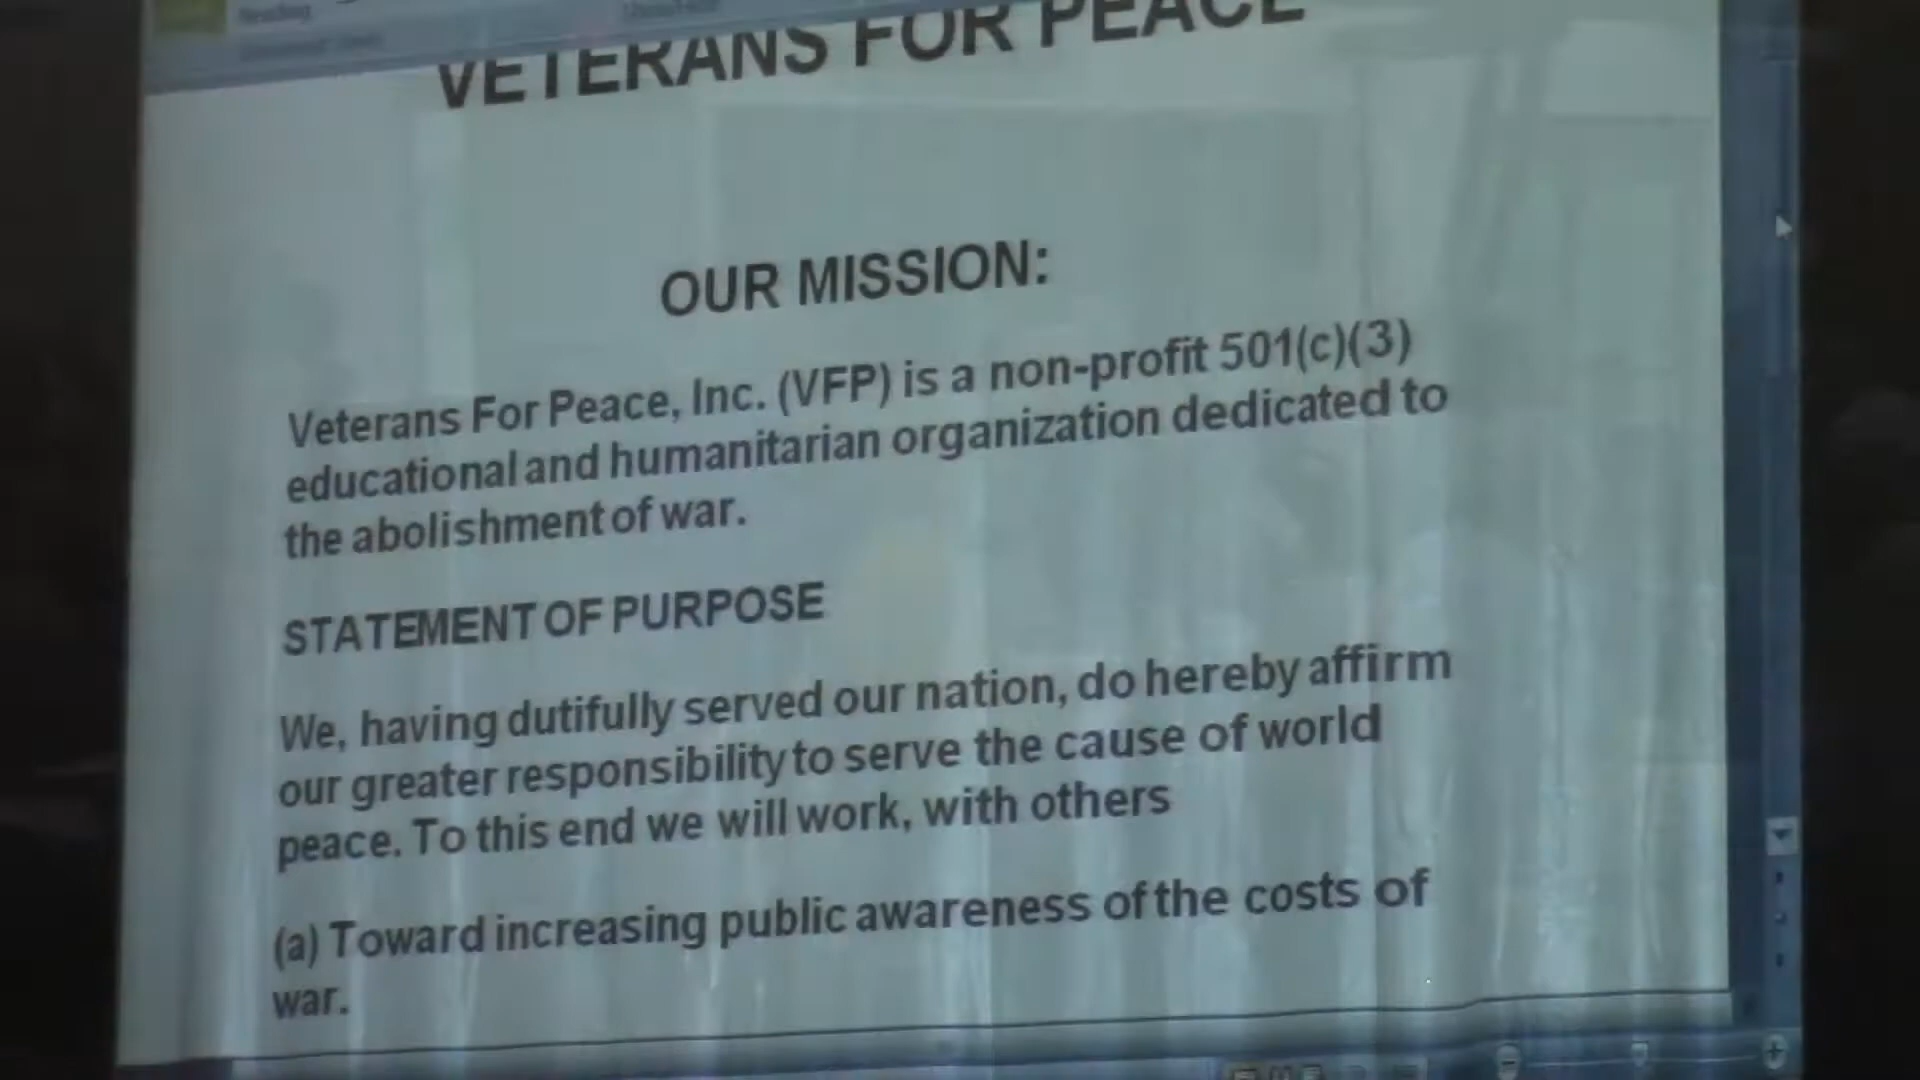 VETERANS FOR PEACE
OUR MISSION:
Veterans For Peace, Inc. (VFP) is a non-profit 501(c)(3)
educational and humanitarian organization dedicated to
the abolishment of war.
STATEMENT OF PURPOSE
We, having dutifully served our nation, do hereby affirm
our greater responsibility to serve the cause of world
peace. To this end we will work, with others
(a) Toward increasing public awareness of the costs of
war.